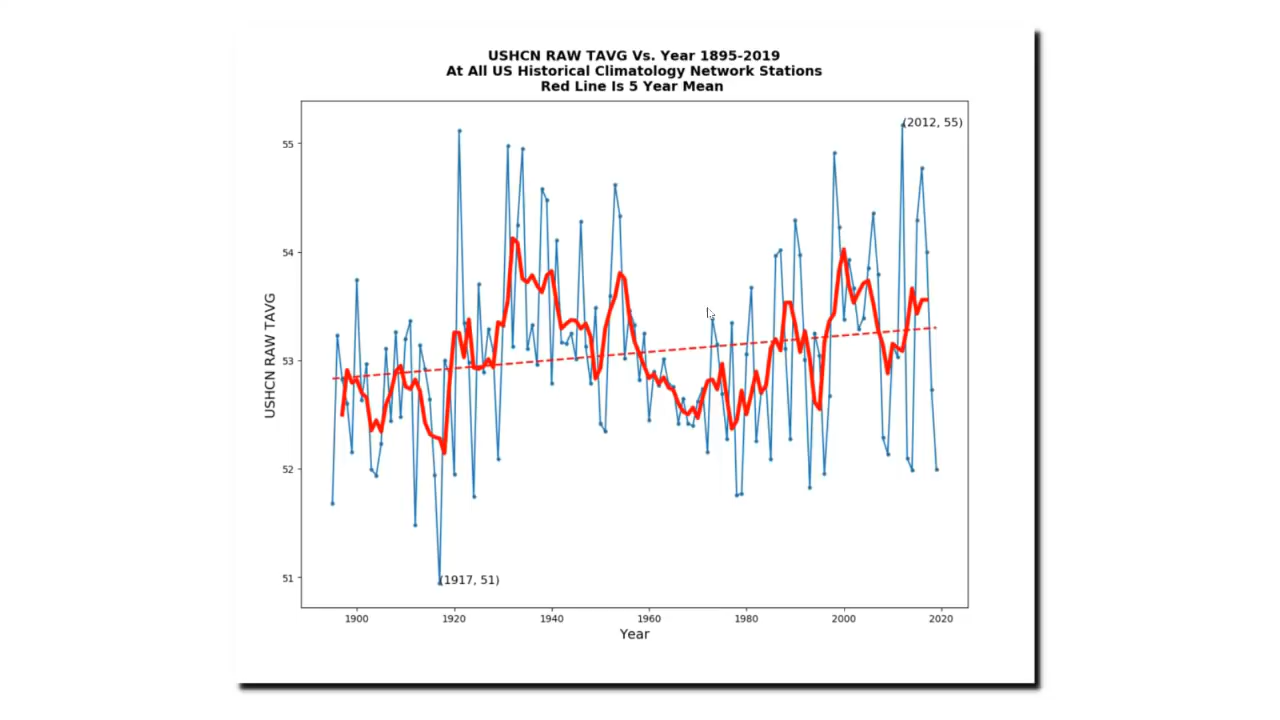 USHCN RAW TAVG Vs. Year 1895-2019
At All US Historical Climatology Network Stations
Red Line Is 5 Year Mean
(2012, 55)
55
54
53
52
51
USHCN RAW TAVG
(1917, 51)
1900 1920 1940 1960 1980 2000 2020
Year